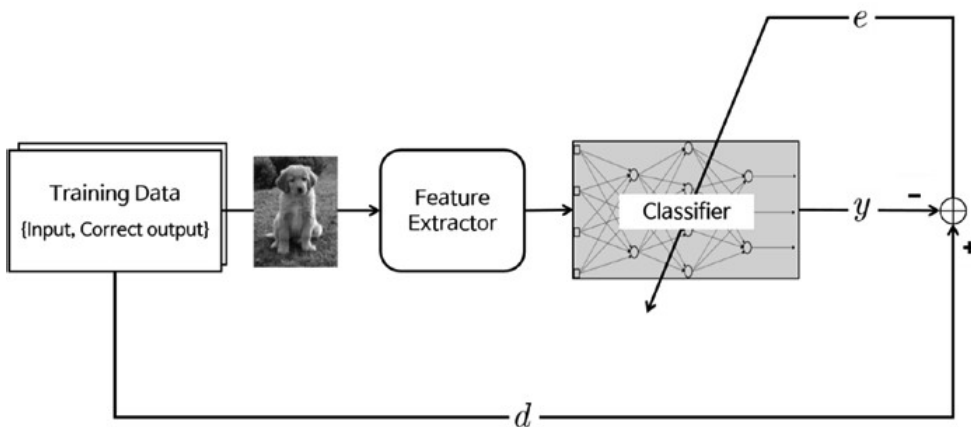 e
Training Data
{Input, Correct output}
Feature
Extractor
Classifier
y
-
+
d